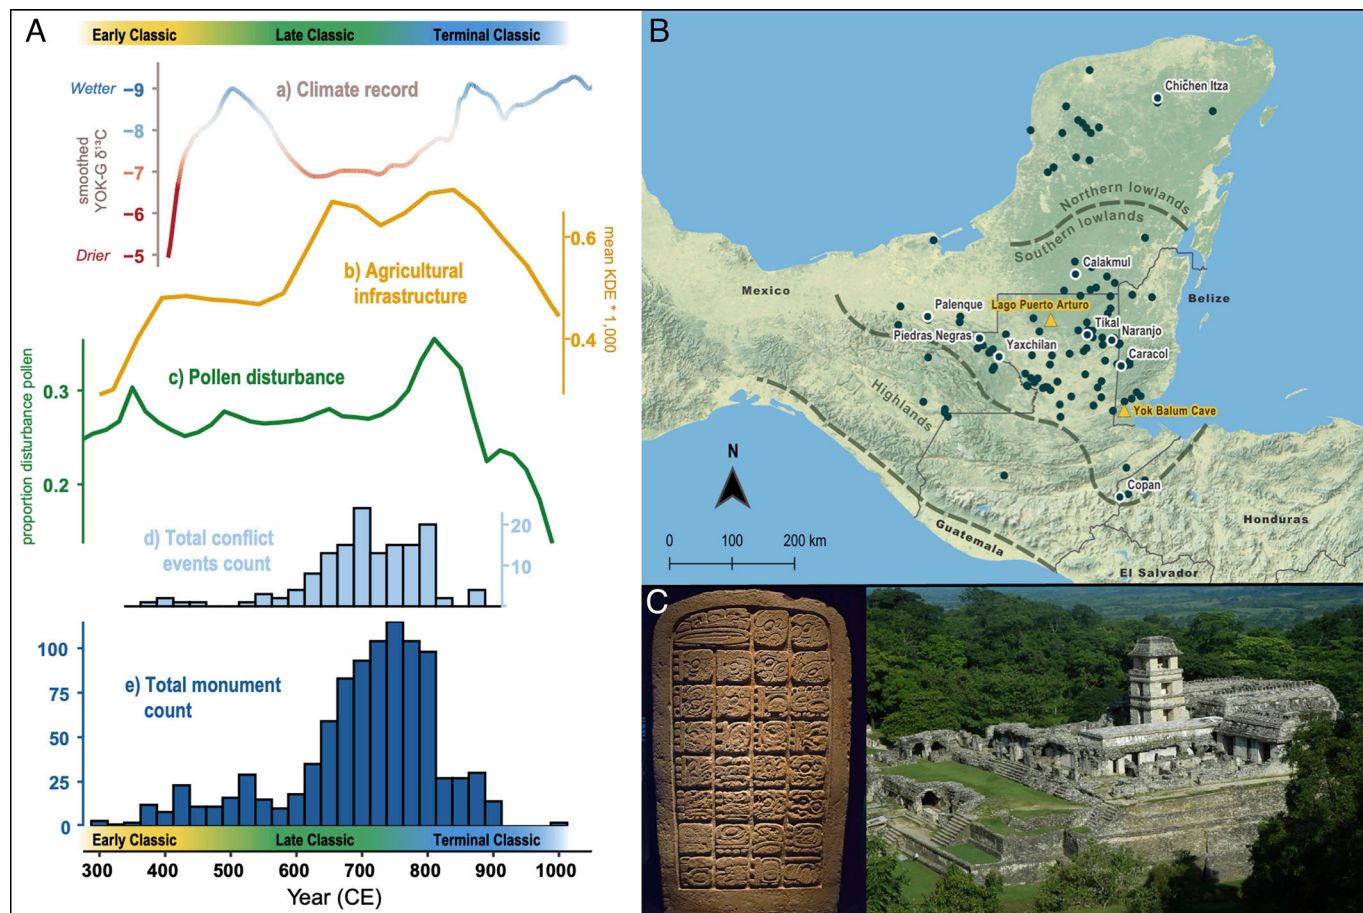 A
Early Classic
Late Classic
Terminal Classic
a) Climate record
Wetter
−9
−8
−7
−6
−5
Drier
smoothed
YOK-G δ¹³C
b) Agricultural
infrastructure
0.6
0.4
mean KDE * 1,000
c) Pollen disturbance
0.3
0.2
proportion disturbance pollen
d) Total conflict
events count
20
10
e) Total monument
count
100
75
50
25
0
Early Classic
Late Classic
Terminal Classic
300
400
500
600
700
800
900
1000
Year (CE)
B
Chichen Itza
Northern lowlands
Southern lowlands
Calakmul
Mexico
Belize
Palenque
Lago Puerto Arturo
Tikal
Naranjo
Piedras Negras
Yaxchilan
Caracol
Highlands
Yok Balum Cave
N
Copan
Guatemala
Honduras
0
100
200 km
El Salvador
C